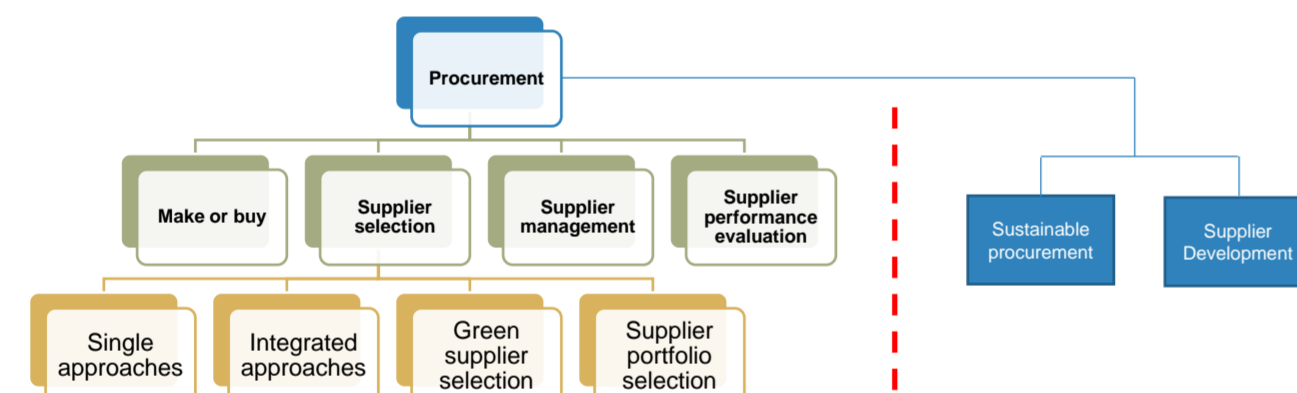 Procurement
Make or buy
Supplier
selection
Supplier
management
Supplier
performance
evaluation
Sustainable
procurement
Supplier
Development
Single
approaches
Integrated
approaches
Green
supplier
selection
Supplier
portfolio
selection